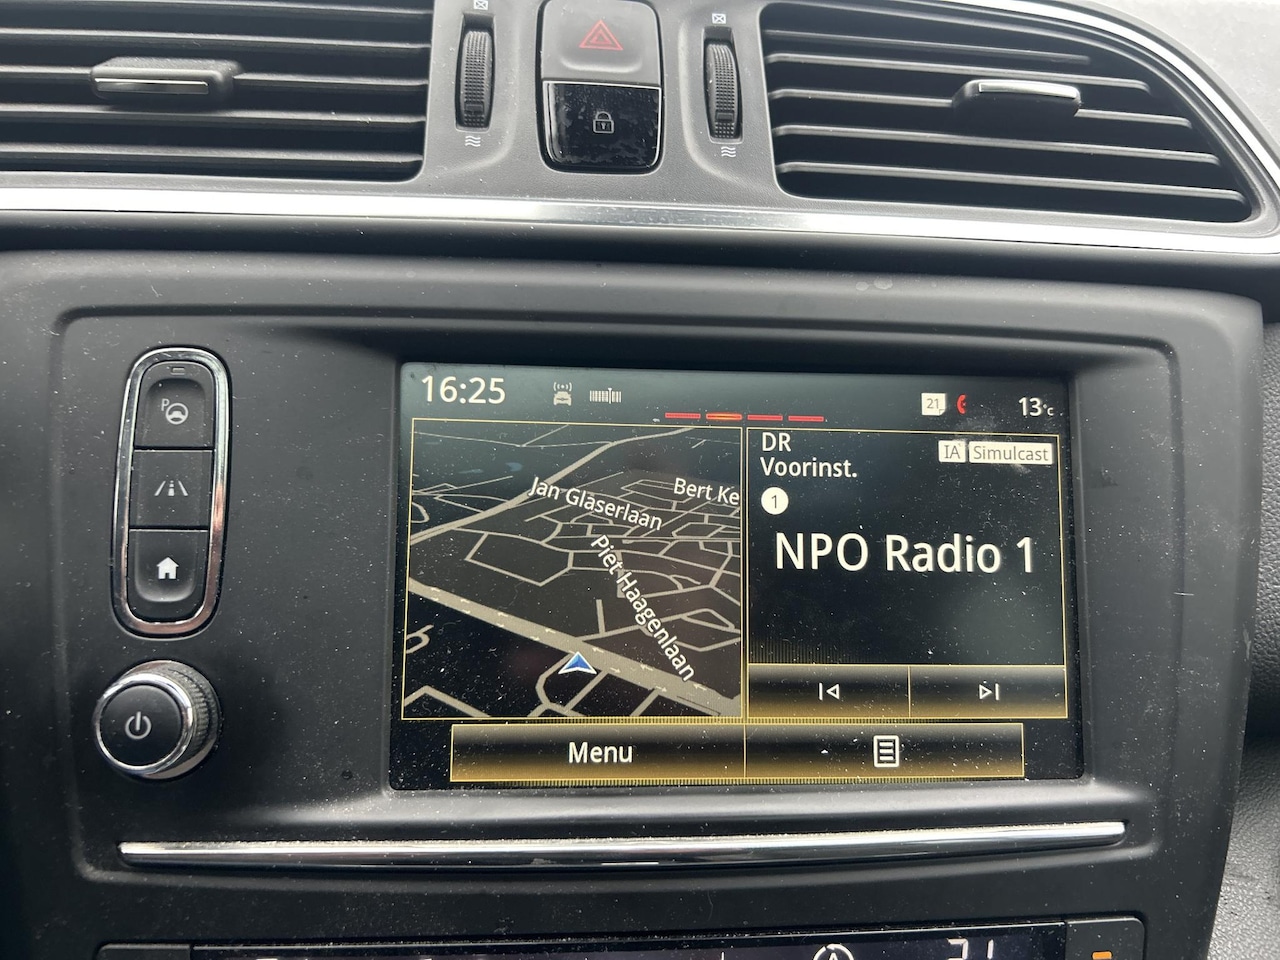 P
16:25
21
13°C
DR
IA Simulcast
Voorinst.
1
NPO Radio 1
Jan Glaserlaan
Bert Ke
Piet Haagenlaan
Menu
21